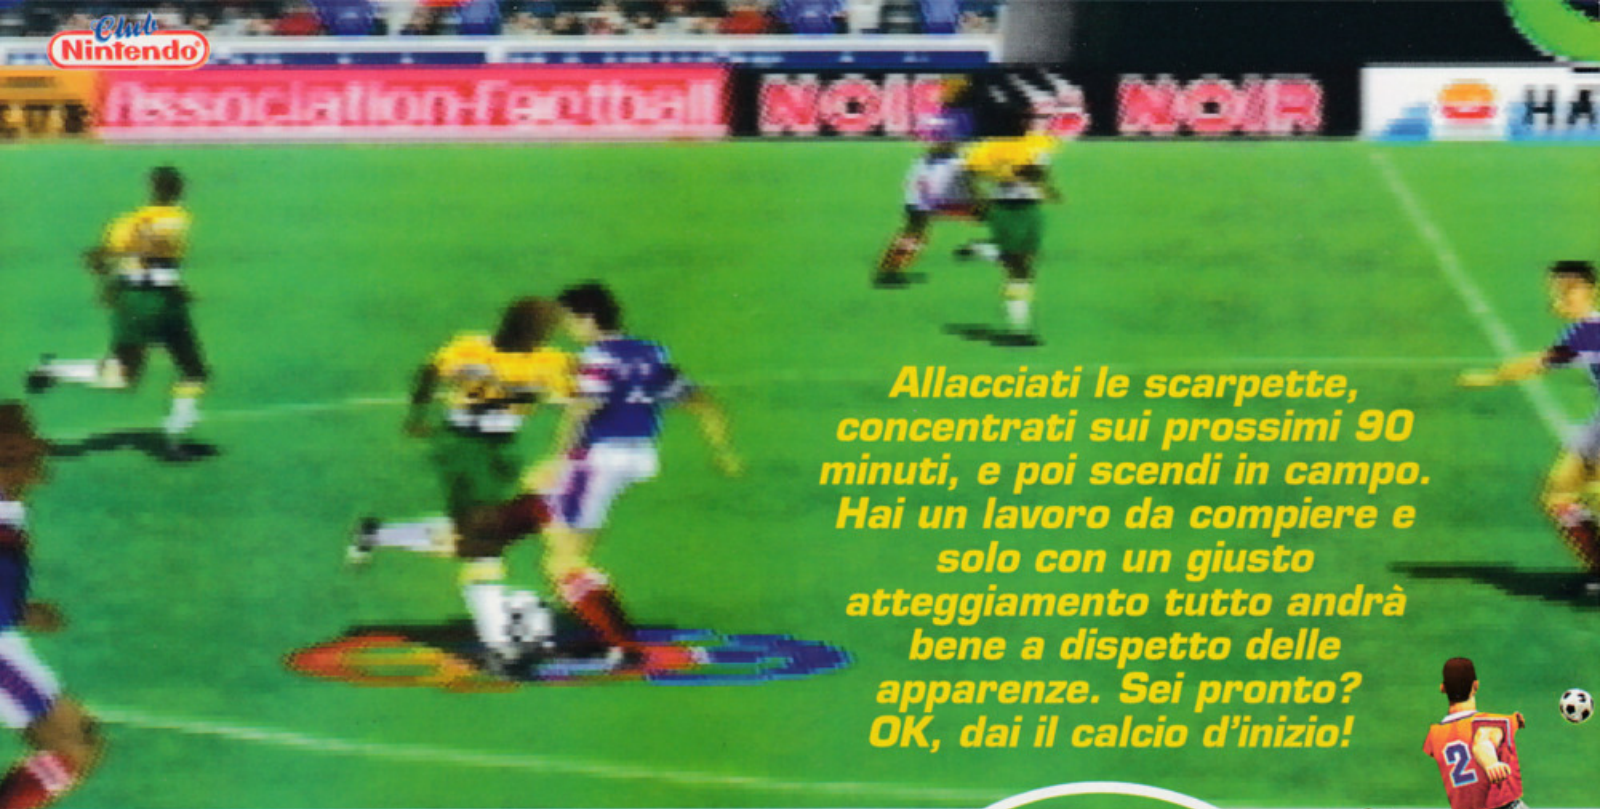 Club
Nintendo
Association-Football
NOIR
NOIR
HA
Allacciati le scarpette,
concentrati sui prossimi 90
minuti, e poi scendi in campo.
Hai un lavoro da compiere e
solo con un giusto
atteggiamento tutto andrà
bene a dispetto delle
apparenze. Sei pronto?
OK, dai il calcio d'inizio!
2